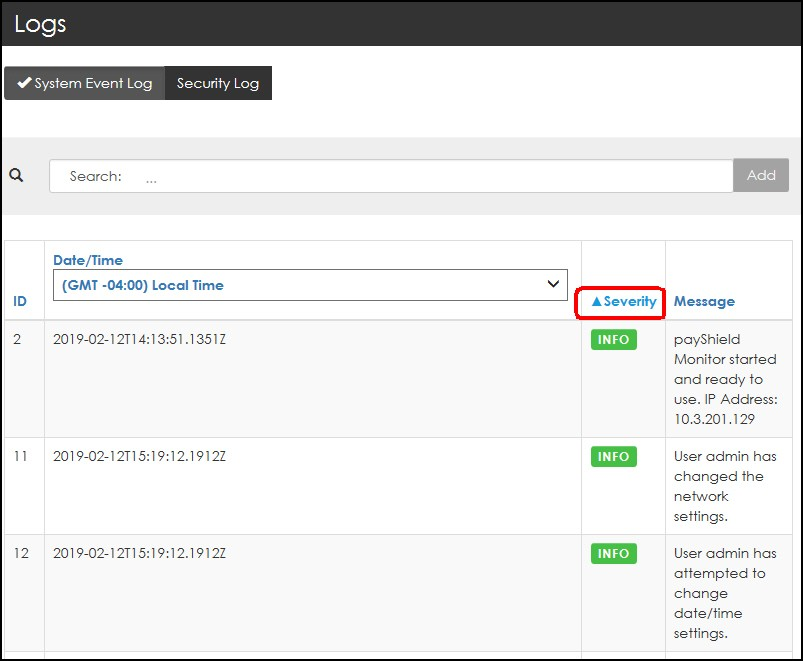 Logs
✔System Event Log
Security Log
Search: ...
Add
Date/Time
(GMT -04:00) Local Time
ID
▲Severity
Message
2
2019-02-12T14:13:51.1351Z
INFO
payShield
Monitor started
and ready to
use. IP Address:
10.3.201.129
11
2019-02-12T15:19:12.1912Z
INFO
User admin has
changed the
network
settings.
12
2019-02-12T15:19:12.1912Z
INFO
User admin has
attempted to
change
date/time
settings.